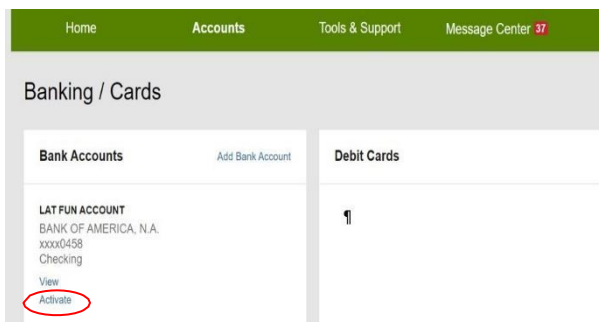 Home Accounts Tools & Support Message Center 37
Banking / Cards
Bank Accounts Add Bank Account
LAT FUN ACCOUNT
BANK OF AMERICA, N.A.
xxxx0458
Checking
View
Activate
Debit Cards
¶